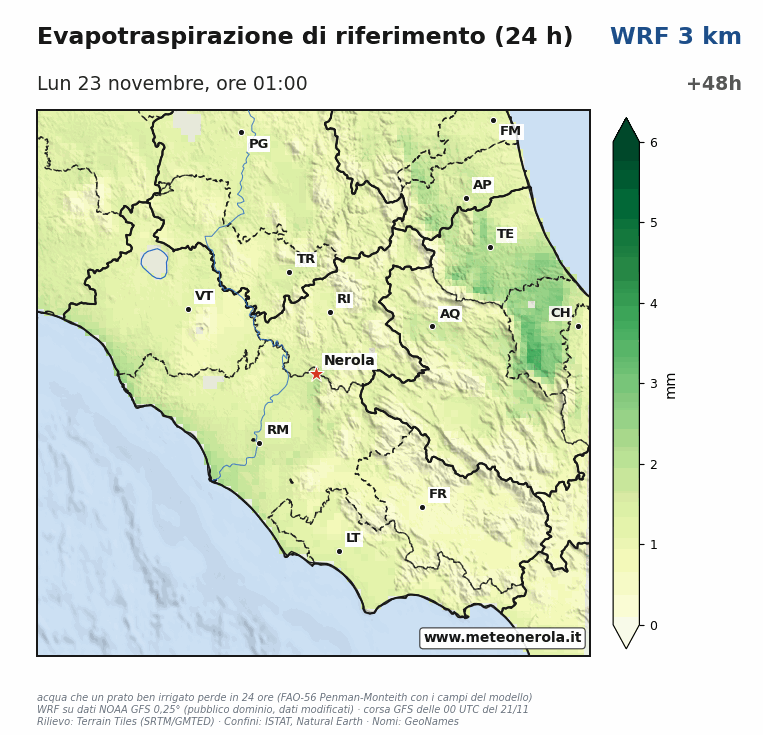 Evapotraspirazione di riferimento (24 h) WRF 3 km
Lun 23 novembre, ore 01:00 +48h
FM
PG
AP
TE
TR
VT
RI
AQ
CH
Nerola
RM
FR
LT
www.meteonerola.it
6
5
4
3
2
1
0
mm
acqua che un prato ben irrigato perde in 24 ore (FAO-56 Penman-Monteith con i campi del modello)
WRF su dati NOAA GFS 0,25° (pubblico dominio, dati modificati) · corsa GFS delle 00 UTC del 21/11
Rilievo: Terrain Tiles (SRTM/GMTED) · Confini: ISTAT, Natural Earth · Nomi: GeoNames